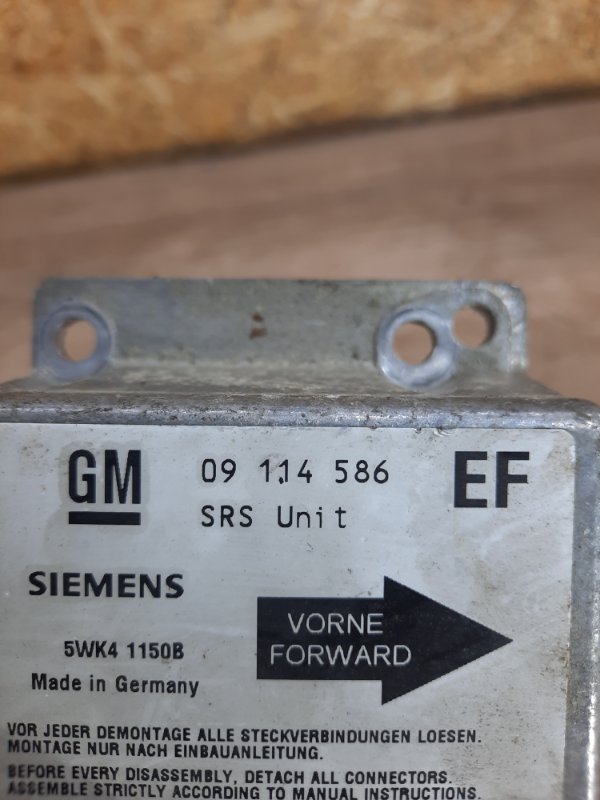 GM 09 114 586 EF
SRS Unit
SIEMENS
VORNE
FORWARD
5WK4 1150B
Made in Germany
VOR JEDER DEMONTAGE ALLE STECKVERBINDUNGEN LOESEN.
MONTAGE NUR NACH EINBAUANLEITUNG.
BEFORE EVERY DISASSEMBLY, DETACH ALL CONNECTORS.
ASSEMBLE STRICTLY ACCORDING TO MANUAL INSTRUCTIONS.